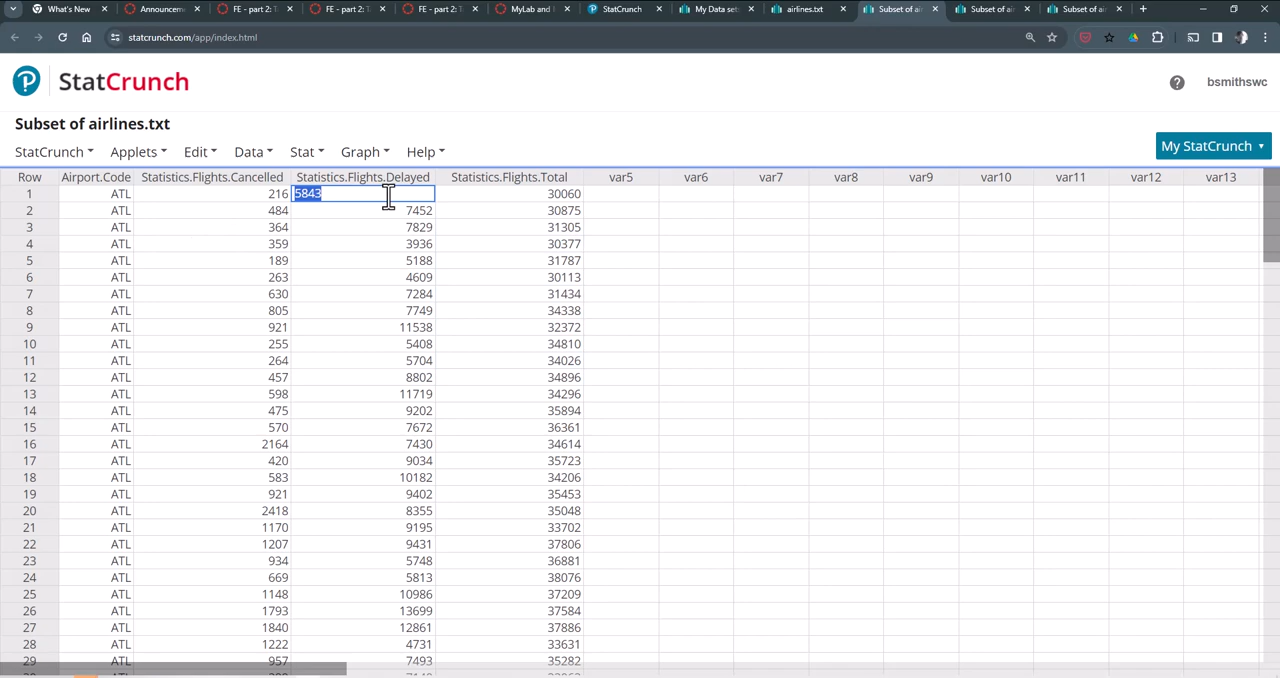 What's New
Announceme
FE - part 2: T
FE - part 2: T
FE - part 2: T
MyLab and
StatCrunch
My Data set
airlines.txt
Subset of air
Subset of air
Subset of air
statcrunch.com/app/index.html
P StatCrunch
? bsmithswc
Subset of airlines.txt
StatCrunch Applets Edit Data Stat Graph Help
My StatCrunch
Row Airport.Code Statistics.Flights.Cancelled Statistics.Flights.Delayed Statistics.Flights.Total var5 var6 var7 var8 var9 var10 var11 var12 var13
1 ATL 216 5843 30060
2 ATL 484 7452 30875
3 ATL 364 7829 31305
4 ATL 359 3936 30377
5 ATL 189 5188 31787
6 ATL 263 4609 30113
7 ATL 630 7284 31434
8 ATL 805 7749 34338
9 ATL 921 11538 32372
10 ATL 255 5408 34810
11 ATL 264 5704 34026
12 ATL 457 8802 34896
13 ATL 598 11719 34296
14 ATL 475 9202 35894
15 ATL 570 7672 36361
16 ATL 2164 7430 34614
17 ATL 420 9034 35723
18 ATL 583 10182 34206
19 ATL 921 9402 35453
20 ATL 2418 8355 35048
21 ATL 1170 9195 33702
22 ATL 1207 9431 37806
23 ATL 934 5748 36881
24 ATL 669 5813 38076
25 ATL 1148 10986 37209
26 ATL 1793 13699 37584
27 ATL 1840 12861 37886
28 ATL 1222 4731 33631
29 ATL 957 7493 35282